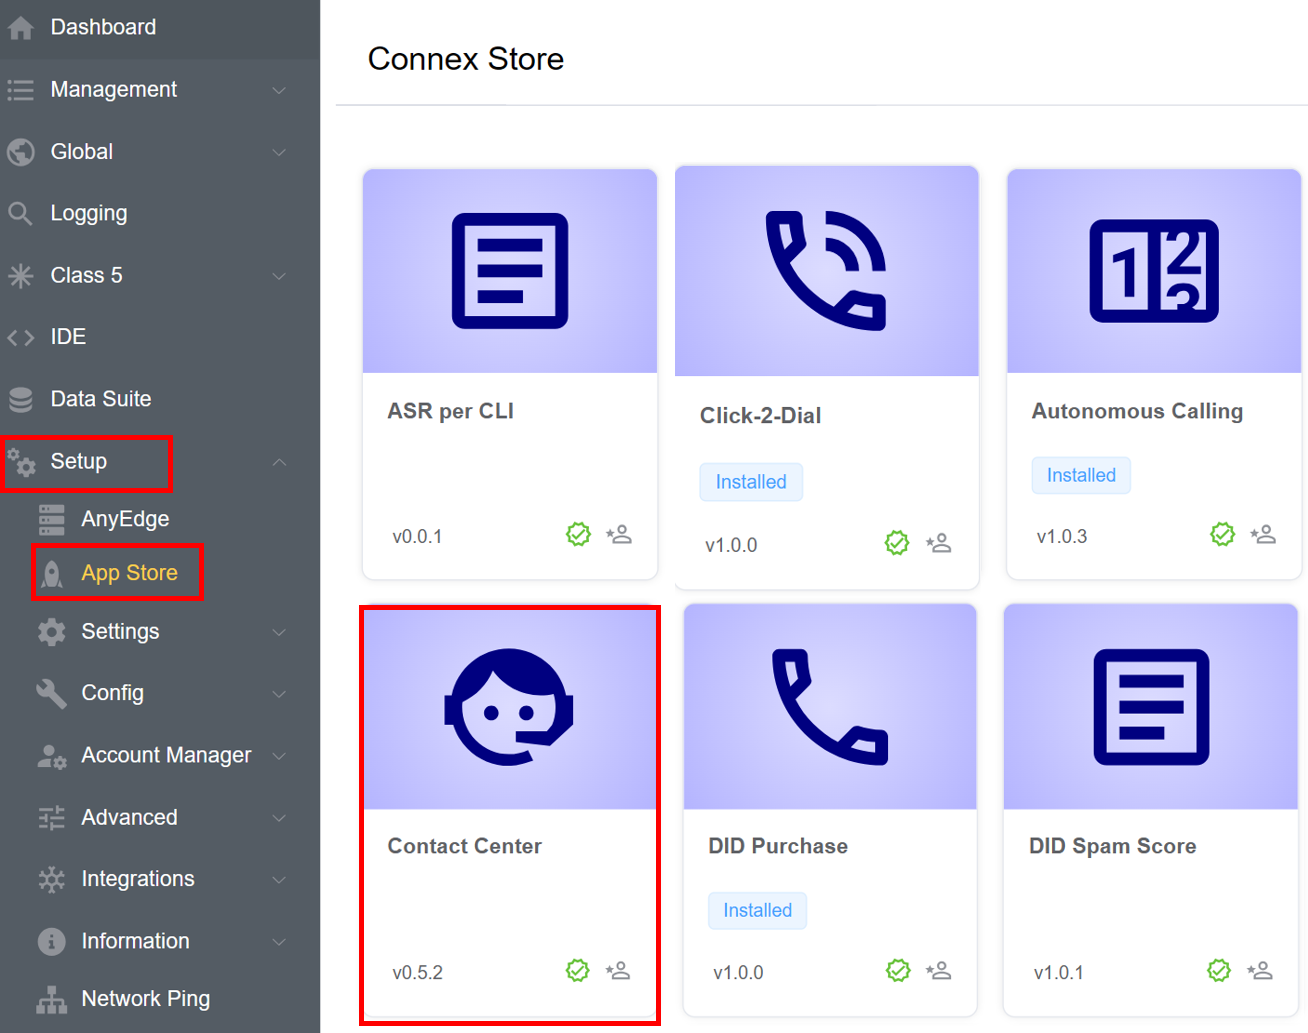 Dashboard
Management
Global
Logging
Class 5
IDE
Data Suite
Setup
AnyEdge
App Store
Settings
Config
Account Manager
Advanced
Integrations
Information
Network Ping
Connex Store
ASR per CLI
v0.0.1
Click-2-Dial
Installed
v1.0.0
1 2 3
Autonomous Calling
Installed
v1.0.3
Contact Center
v0.5.2
DID Purchase
Installed
v1.0.0
DID Spam Score
v1.0.1